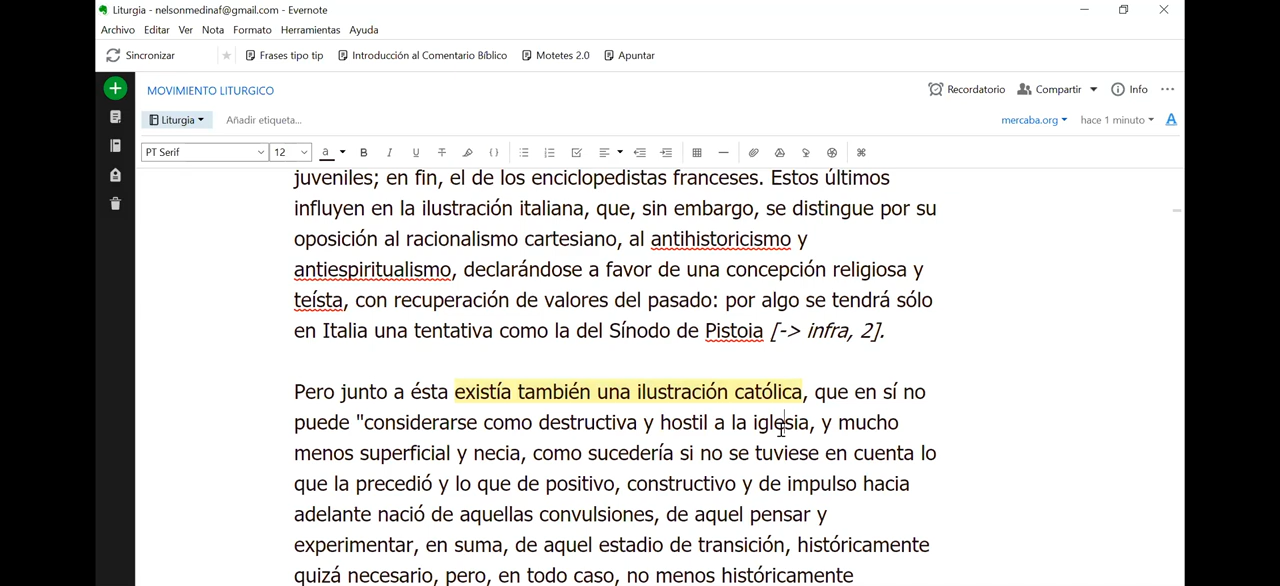 Liturgia - nelsonmedinaf@gmail.com - Evernote
Archivo Editar Ver Nota Formato Herramientas Ayuda
Sincronizar Frases tipo tip Introducción al Comentario Bíblico Motetes 2.0 Apuntar
MOVIMIENTO LITURGICO Recordatorio Compartir Info
Liturgia Añadir etiqueta... mercaba.org hace 1 minuto
PT Serif 12
juveniles; en fin, el de los enciclopedistas franceses. Estos últimos
influyen en la ilustración italiana, que, sin embargo, se distingue por su
oposición al racionalismo cartesiano, al antihistoricismo y
antiespiritualismo, declarándose a favor de una concepción religiosa y
teísta, con recuperación de valores del pasado: por algo se tendrá sólo
en Italia una tentativa como la del Sínodo de Pistoia [-> infra, 2].
Pero junto a ésta existía también una ilustración católica, que en sí no
puede "considerarse como destructiva y hostil a la iglesia, y mucho
menos superficial y necia, como sucedería si no se tuviese en cuenta lo
que la precedió y lo que de positivo, constructivo y de impulso hacia
adelante nació de aquellas convulsiones, de aquel pensar y
experimentar, en suma, de aquel estadio de transición, históricamente
quizá necesario, pero, en todo caso, no menos históricamente